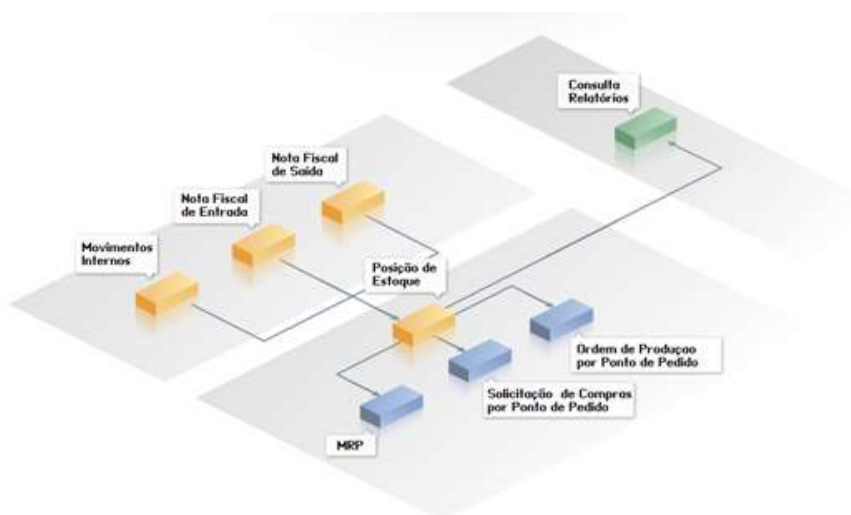 Consulta
Relatórios
Nota Fiscal
de Saída
Nota Fiscal
de Entrada
Movimentos
Internos
Posição de
Estoque
Ordem de Produçao
por Ponto de Pedido
Solicitação de Compras
por Ponto de Pedido
MRP